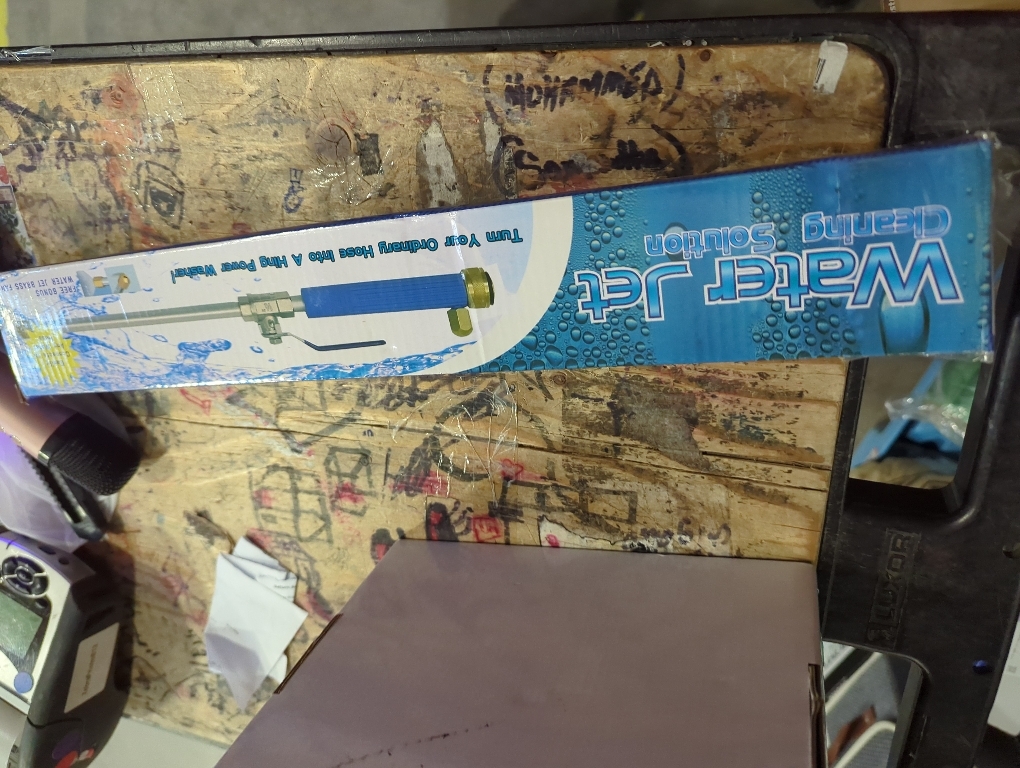 MOHAMMED
Water Jet
Cleaning
Solution
Turn Your Ordinary Hose Into A Hing Power Washer!
FREE BONUS
WATER JET BRASS FAN
LUXOR